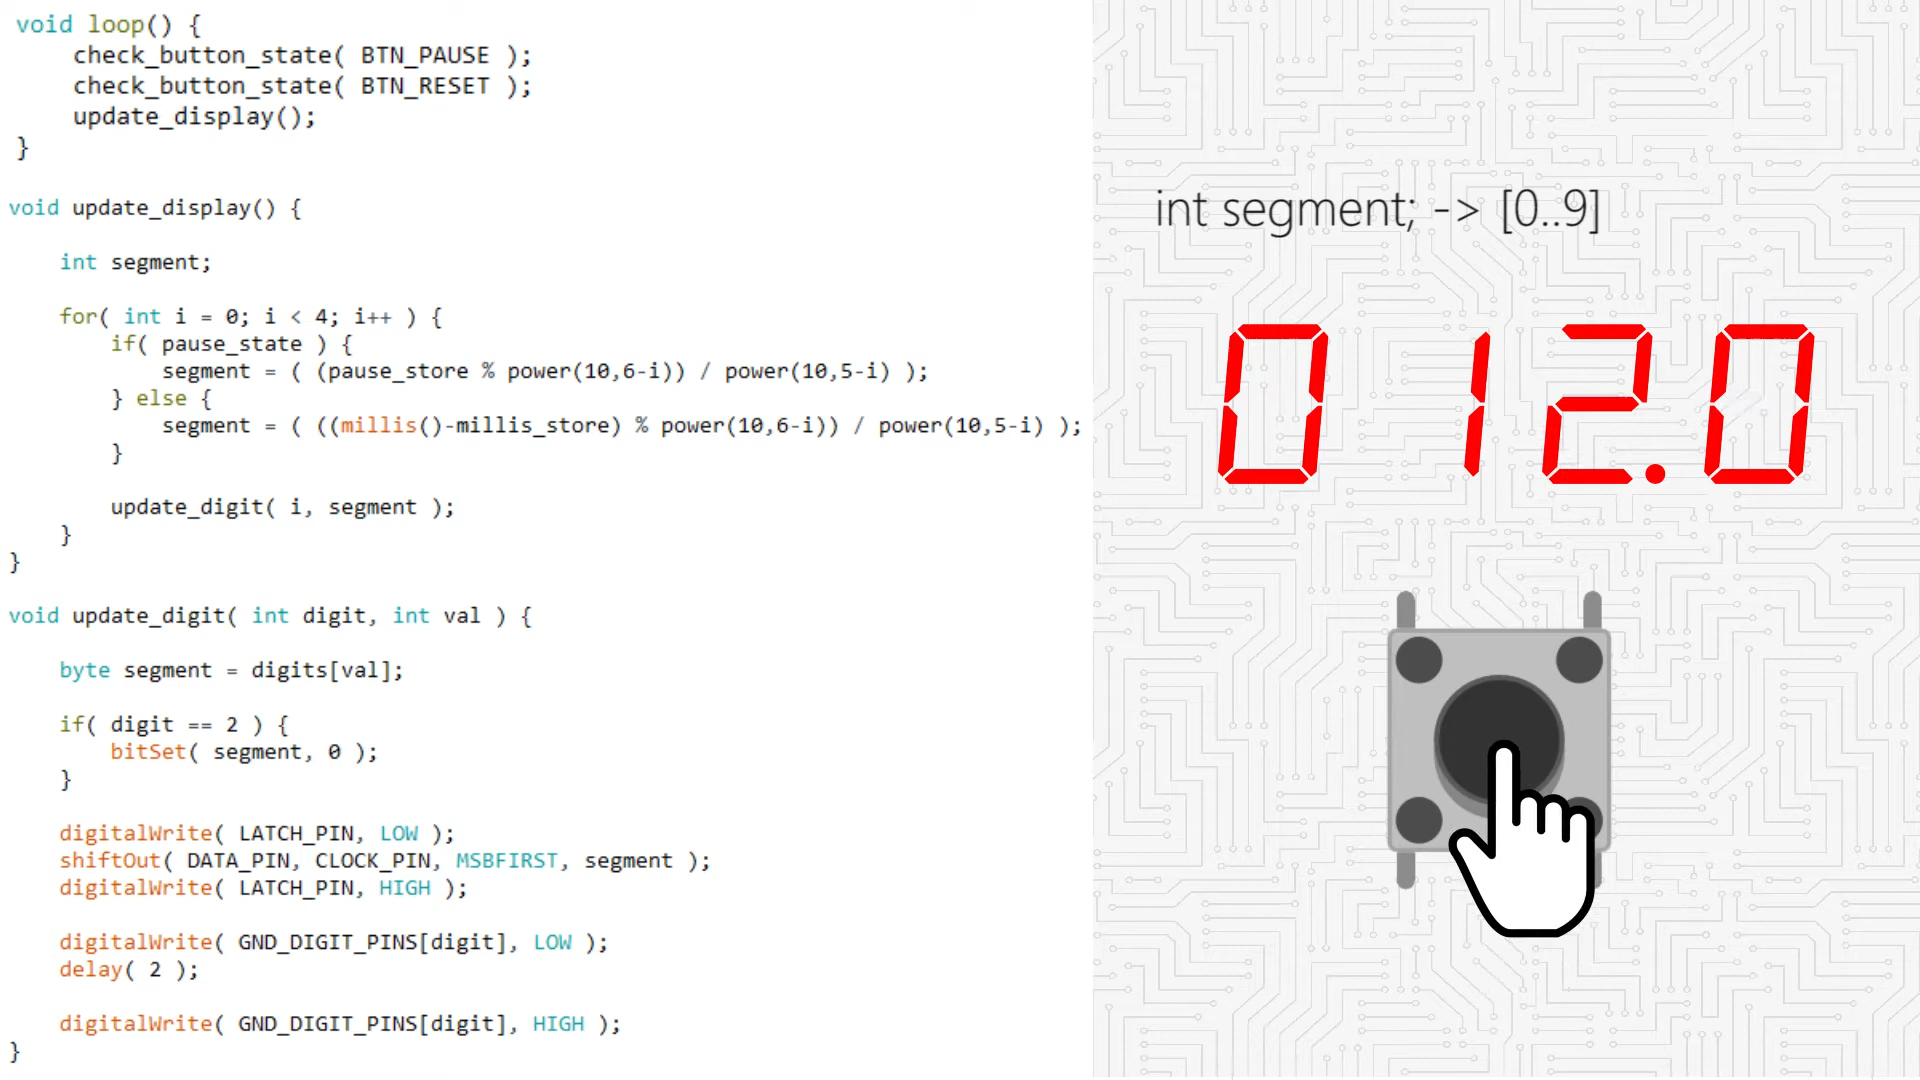 void loop() {
check_button_state( BTN_PAUSE );
check_button_state( BTN_RESET );
update_display();
}
void update_display() {
int segment;
for( int i = 0; i < 4; i++ ) {
if( pause_state ) {
segment = ( (pause_store % power(10,6-i)) / power(10,5-i) );
} else {
segment = ( ((millis()-millis_store) % power(10,6-i)) / power(10,5-i) );
}
update_digit( i, segment );
}
}
void update_digit( int digit, int val ) {
byte segment = digits[val];
if( digit == 2 ) {
bitSet( segment, 0 );
}
digitalWrite( LATCH_PIN, LOW );
shiftOut( DATA_PIN, CLOCK_PIN, MSBFIRST, segment );
digitalWrite( LATCH_PIN, HIGH );
digitalWrite( GND_DIGIT_PINS[digit], LOW );
delay( 2 );
digitalWrite( GND_DIGIT_PINS[digit], HIGH );
}
int segment; -> [0..9]
012.0